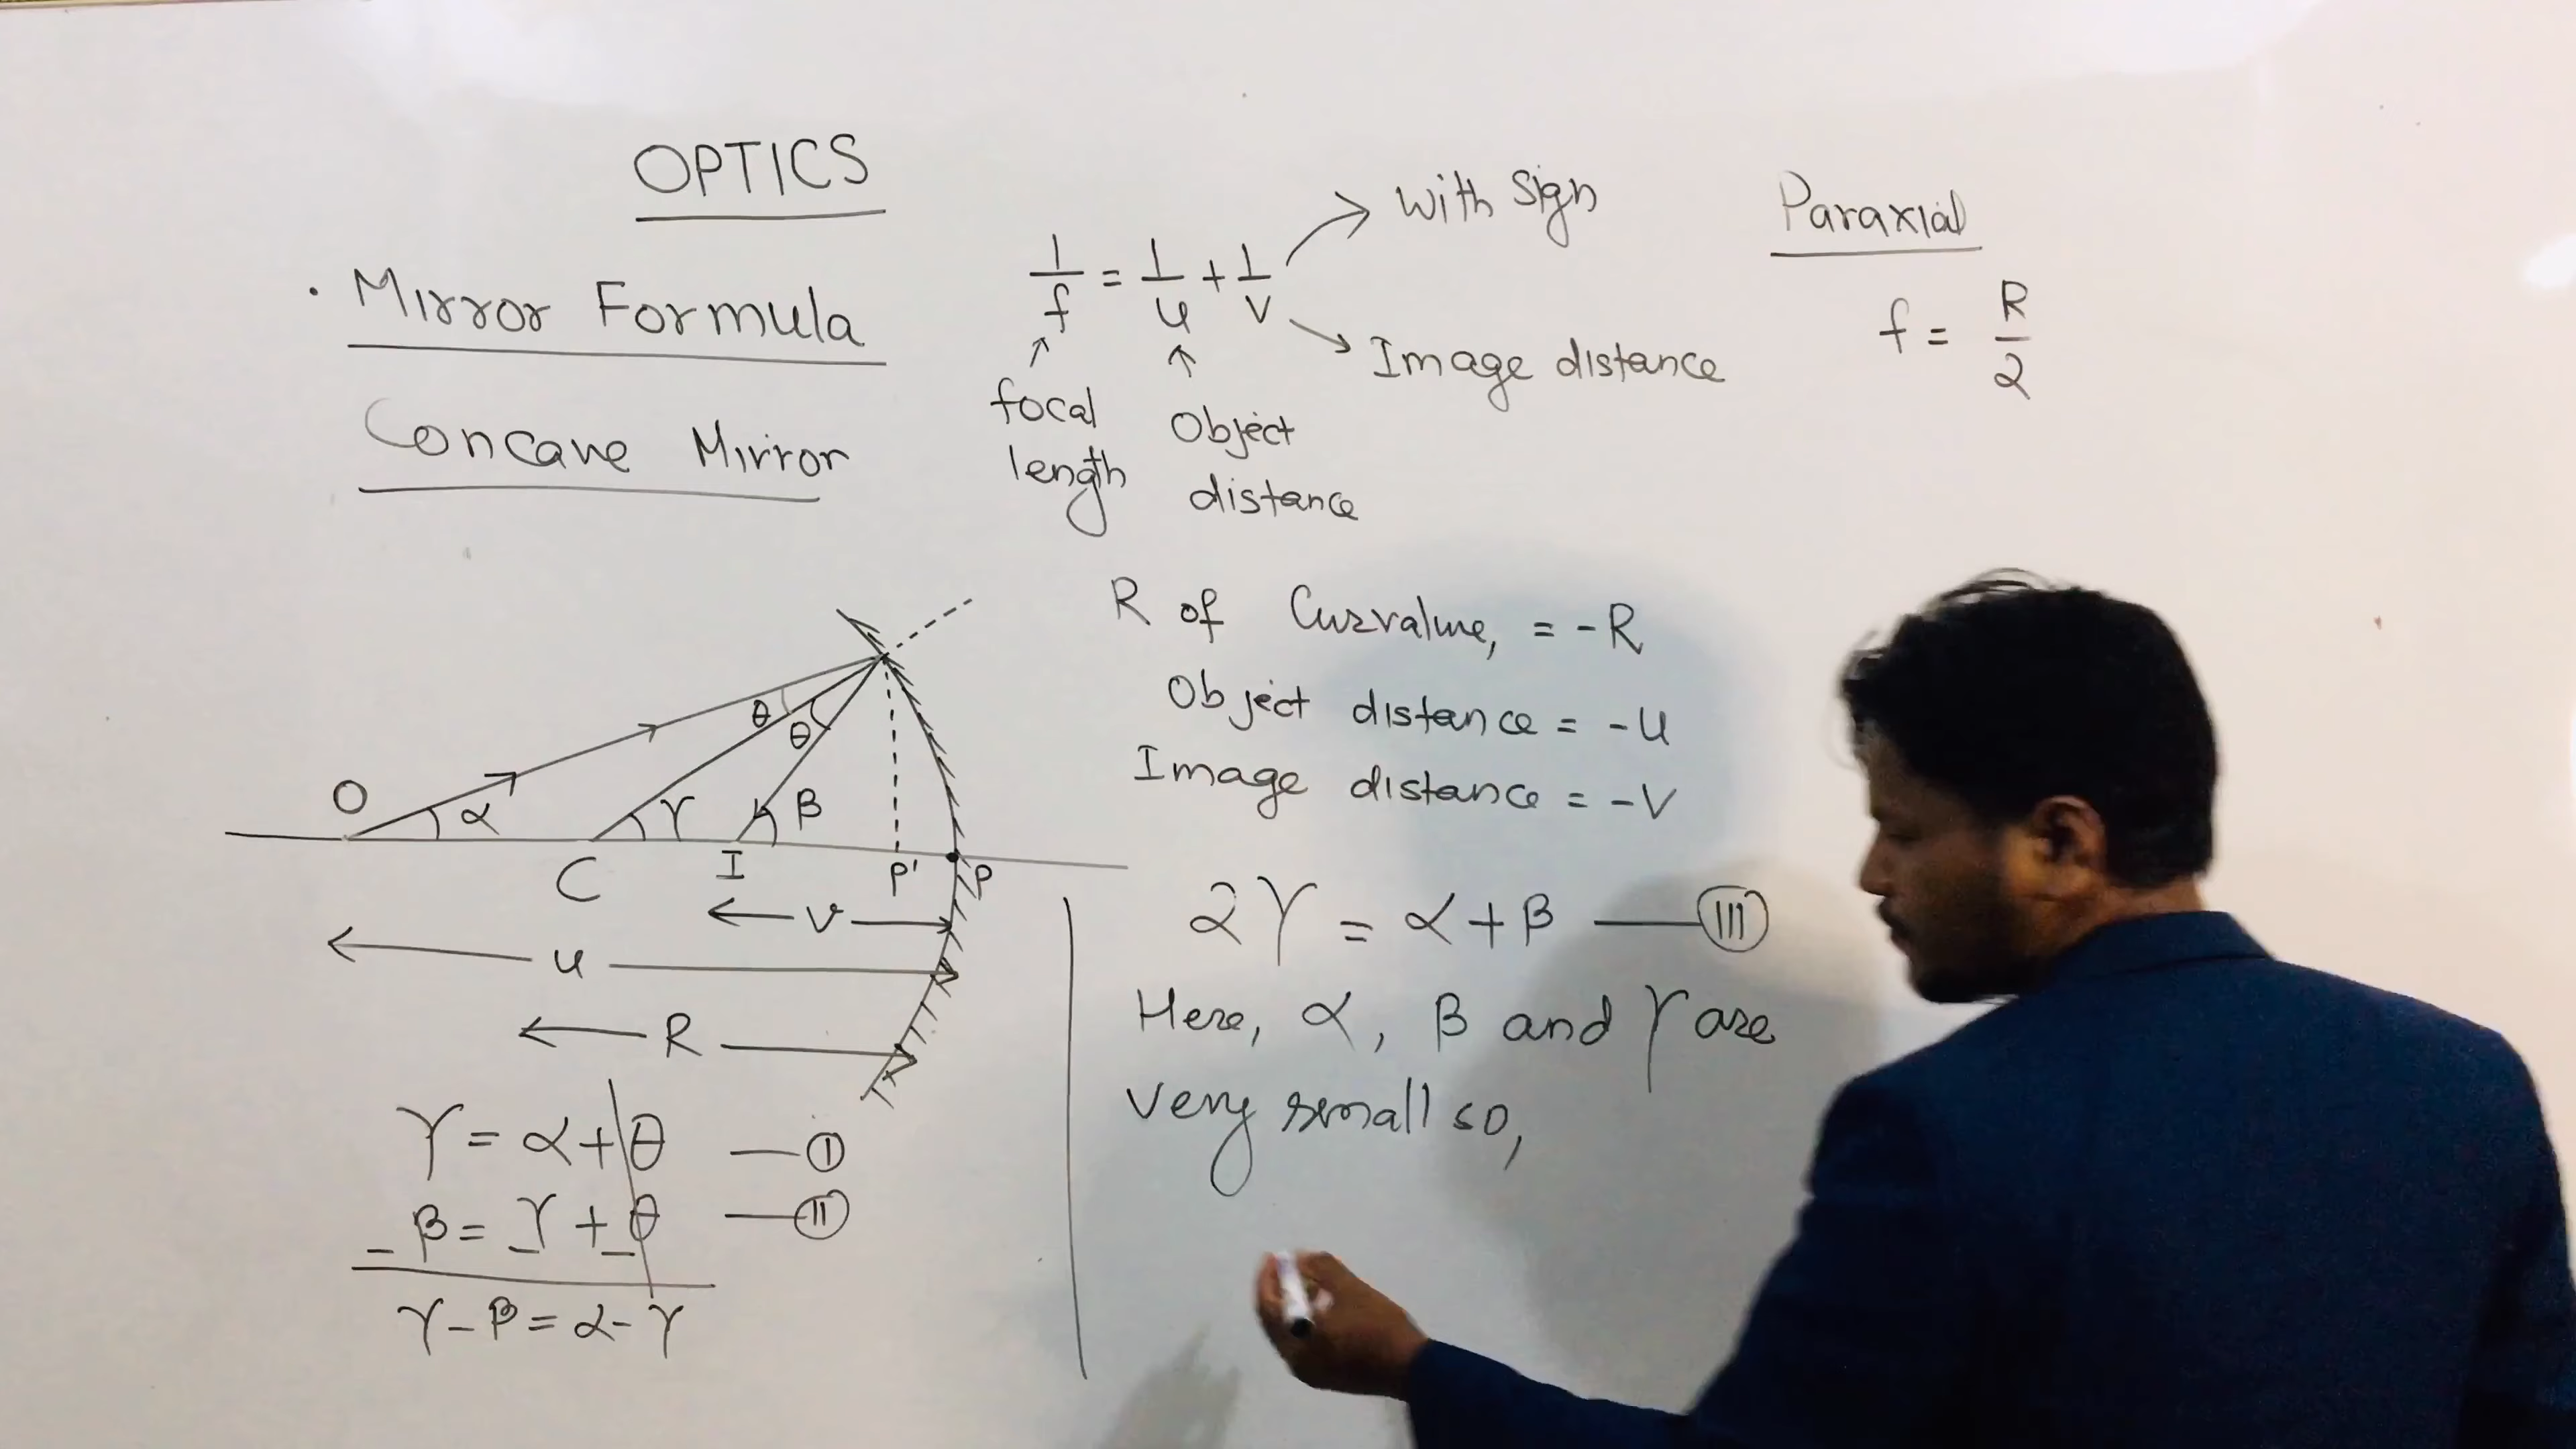 OPTICS
. Mirror Formula
Concave Mirror
1/f = 1/u + 1/v
With Sign
Image distance
focal length
Object distance
Paraxial
f = R/2
O α C γ I β θ θ P' P
v
u
R
γ = α + θ — I
- β = -γ + -θ — II
γ - β = α - γ
R of Curvature, = -R
Object distance = -u
Image distance = -v
2γ = α + β — III
Here, α, β and γ are
very small so,